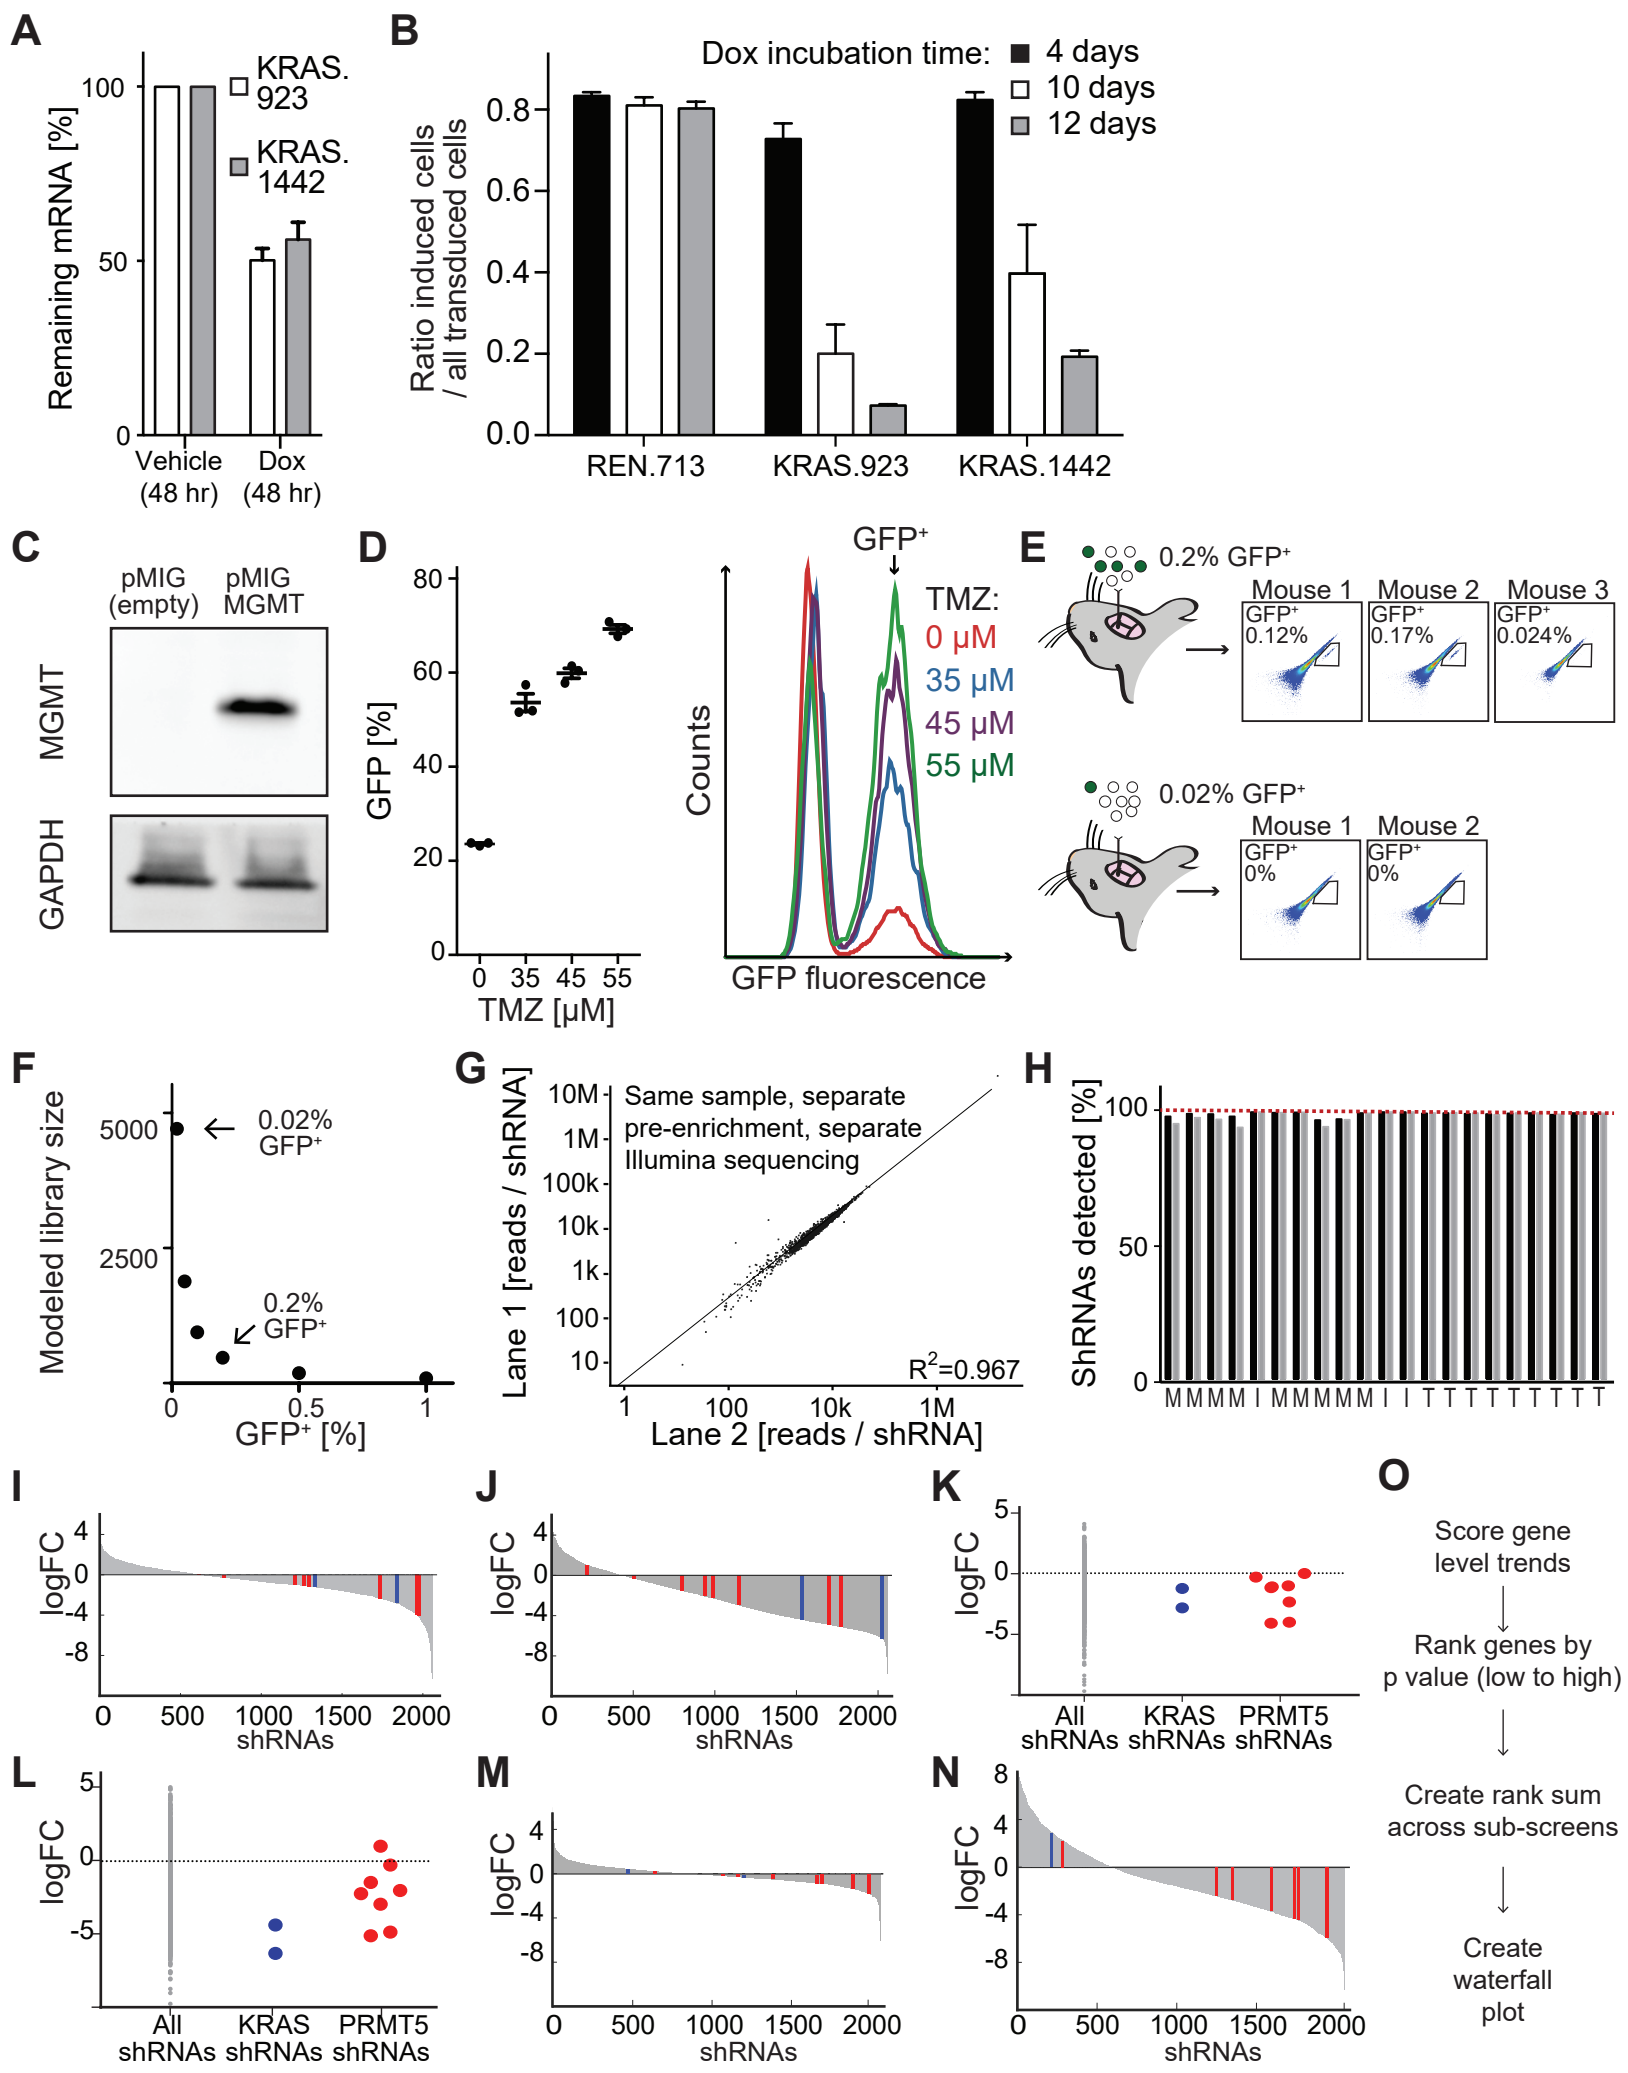 A
Remaining mRNA [%]
100
50
0
KRAS.
923
KRAS.
1442
Vehicle
(48 hr)
Dox
(48 hr)
B
Dox incubation time:
4 days
10 days
12 days
Ratio induced cells
/ all transduced cells
0.8
0.6
0.4
0.2
0.0
REN.713
KRAS.923
KRAS.1442
C
pMIG
(empty)
pMIG
MGMT
MGMT
GAPDH
D
GFP [%]
80
60
40
20
0
0 35 45 55
TMZ [µM]
GFP+
Counts
TMZ:
0 µM
35 µM
45 µM
55 µM
GFP fluorescence
E
0.2% GFP+
Mouse 1
GFP+
0.12%
Mouse 2
GFP+
0.17%
Mouse 3
GFP+
0.024%
0.02% GFP+
Mouse 1
GFP+
0%
Mouse 2
GFP+
0%
F
Modeled library size
5000
2500
0.02%
GFP+
0.2%
GFP+
0 0.5 1
GFP+ [%]
G
Lane 1 [reads / shRNA]
10M
1M
100k
10k
1k
100
10
Same sample, separate
pre-enrichment, separate
Illumina sequencing
R2=0.967
1 100 10k 1M
Lane 2 [reads / shRNA]
H
ShRNAs detected [%]
100
50
0
M M M M I M M M M M I I T T T T T T T T T
I
logFC
4
0
-4
-8
0 500 1000 1500 2000
shRNAs
J
logFC
4
0
-4
-8
0 500 1000 1500 2000
shRNAs
K
logFC
5
0
-5
All
shRNAs
KRAS
shRNAs
PRMT5
shRNAs
O
Score gene
level trends
Rank genes by
p value (low to high)
Create rank sum
across sub-screens
Create
waterfall
plot
L
logFC
5
0
-5
All
shRNAs
KRAS
shRNAs
PRMT5
shRNAs
M
logFC
4
0
-4
-8
0 500 1000 1500 2000
shRNAs
N
logFC
8
4
0
-4
-8
0 500 1000 1500 2000
shRNAs